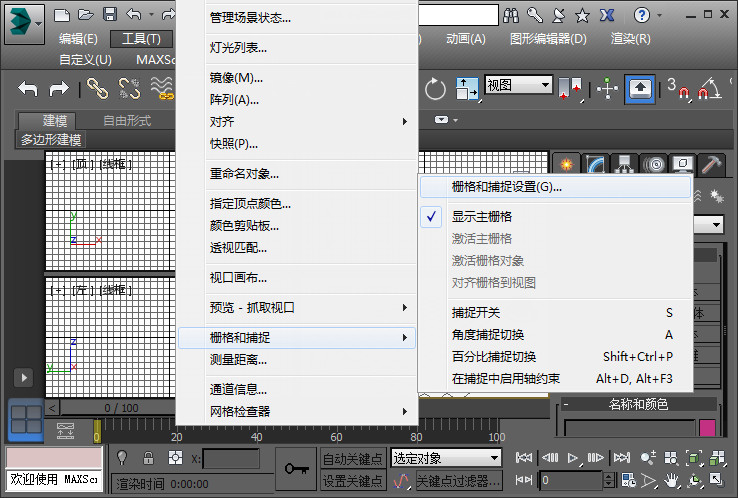 编辑(E) 工具(T) 动画(A) 图形编辑器(D) 渲染(R)
自定义(U) MAXSc
管理场景状态...
灯光列表...
镜像(M)...
阵列(A)...
对齐
快照(P)...
重命名对象...
指定顶点颜色...
颜色剪贴板...
透视匹配...
视口画布...
预览 - 抓取视口
栅格和捕捉
测量距离...
通道信息...
网格检查器
视图
3
建模 自由形式
多边形建模
[+] [顶] [线框]
y
z x
[+] [左] [线框]
z
y x
栅格和捕捉设置(G)...
显示主栅格
激活主栅格
激活栅格对象
对齐栅格到视图
捕捉开关 S
角度捕捉切换 A
百分比捕捉切换 Shift+Ctrl+P
在捕捉中启用轴约束 Alt+D, Alt+F3
体
- 名称和颜色
< 0 / 100
0 20 40 60 80 100
X:
自动关键点 选定对象
设置关键点 关键点过滤器...
欢迎使用 MAXSc
渲染时间 0:00:00
0